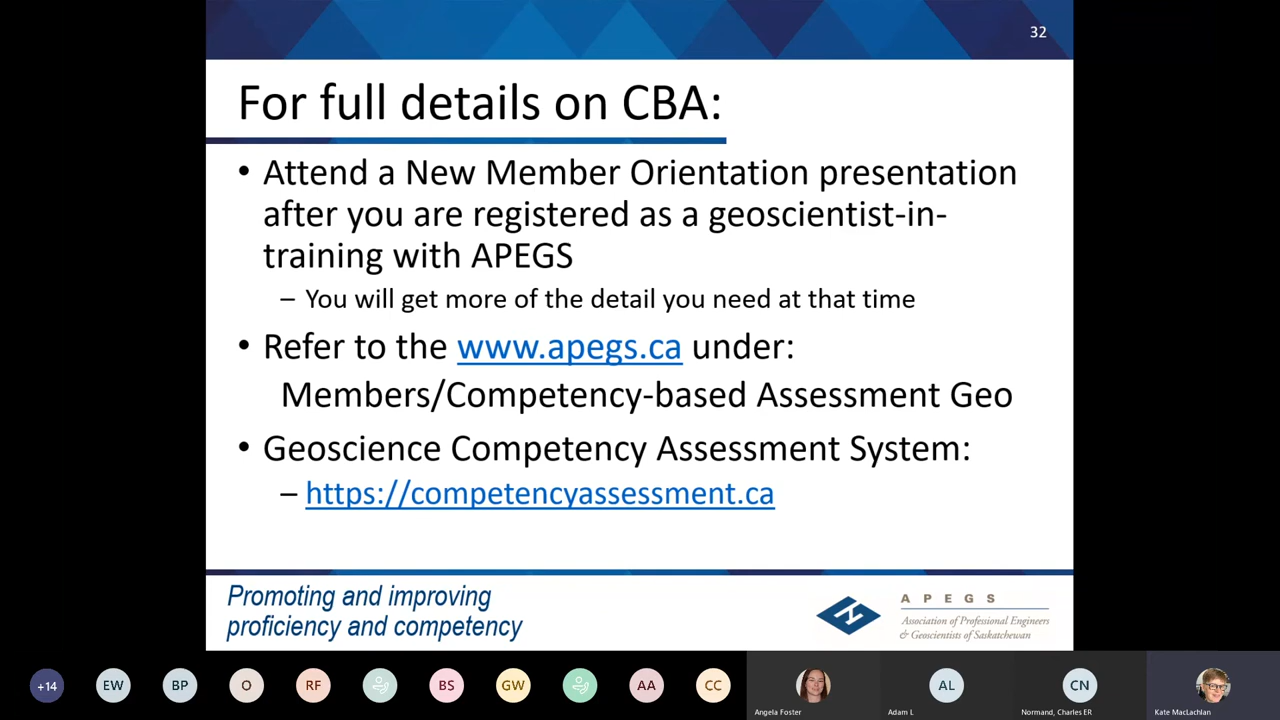 32
For full details on CBA:
• Attend a New Member Orientation presentation
after you are registered as a geoscientist-in-
training with APEGS
– You will get more of the detail you need at that time
• Refer to the www.apegs.ca under:
Members/Competency-based Assessment Geo
• Geoscience Competency Assessment System:
– https://competencyassessment.ca
Promoting and improving
proficiency and competency
APEGS
Association of Professional Engineers
& Geoscientists of Saskatchewan
+14 EW BP O RF BS GW AA CC AL CN
Angela Foster Adam L Normand, Charles ER Kate MacLachlan